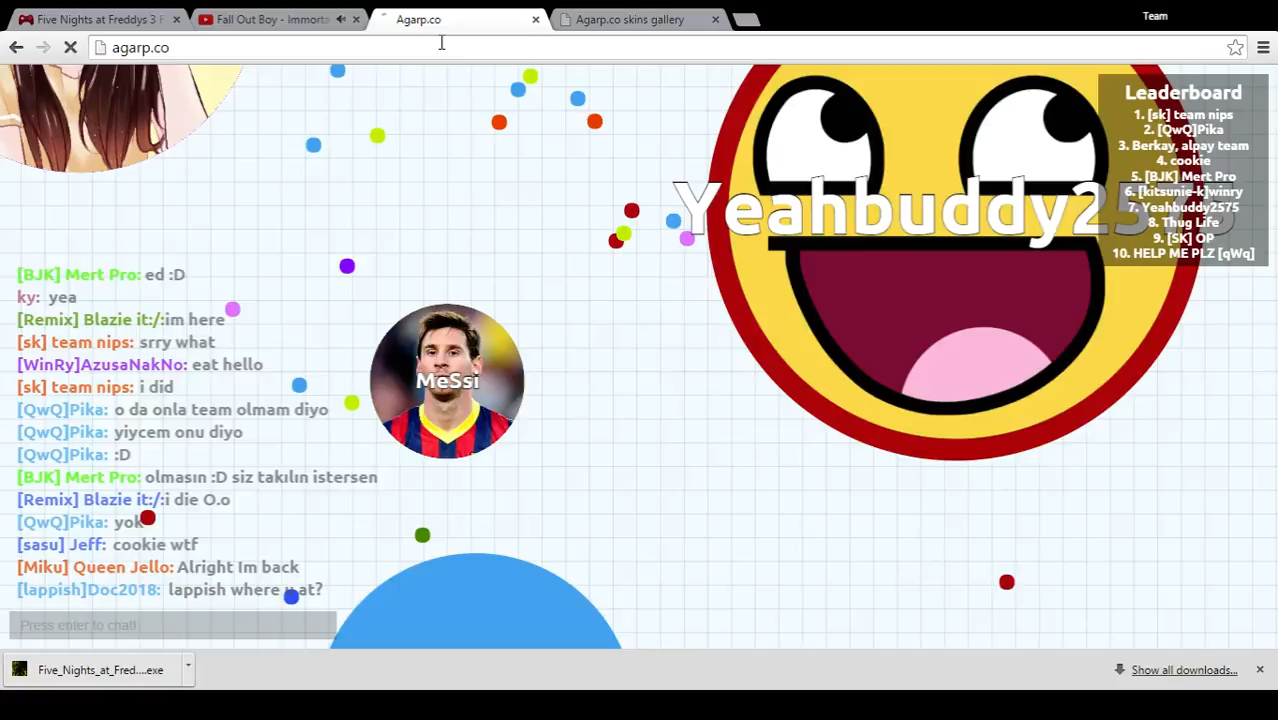 Five Nights at Freddys 3 F
Fall Out Boy - Immorta
Agarp.co
Agarp.co skins gallery
Team
agarp.co
Leaderboard
1. [sk] team nips
2. [QwQ]Pika
3. Berkay, alpay team
4. cookie
5. [BJK] Mert Pro
6. [kitsunie-k]winry
7. Yeahbuddy2575
8. Thug Life
9. [SK] OP
10. HELP ME PLZ [qWq]
Yeahbuddy2575
MeSsi
[BJK] Mert Pro: ed :D
ky: yea
[Remix] Blazie it:/:im here
[sk] team nips: srry what
[WinRy]AzusaNakNo: eat hello
[sk] team nips: i did
[QwQ]Pika: o da onla team olmam diyo
[QwQ]Pika: yiycem onu diyo
[QwQ]Pika: :D
[BJK] Mert Pro: olmasın :D siz takılın istersen
[Remix] Blazie it:/:i die O.o
[QwQ]Pika: yok
[sasu] Jeff: cookie wtf
[Miku] Queen Jello: Alright Im back
[lappish]Doc2018: lappish where u at?
Press enter to chat!
Five_Nights_at_Fred....exe
Show all downloads...